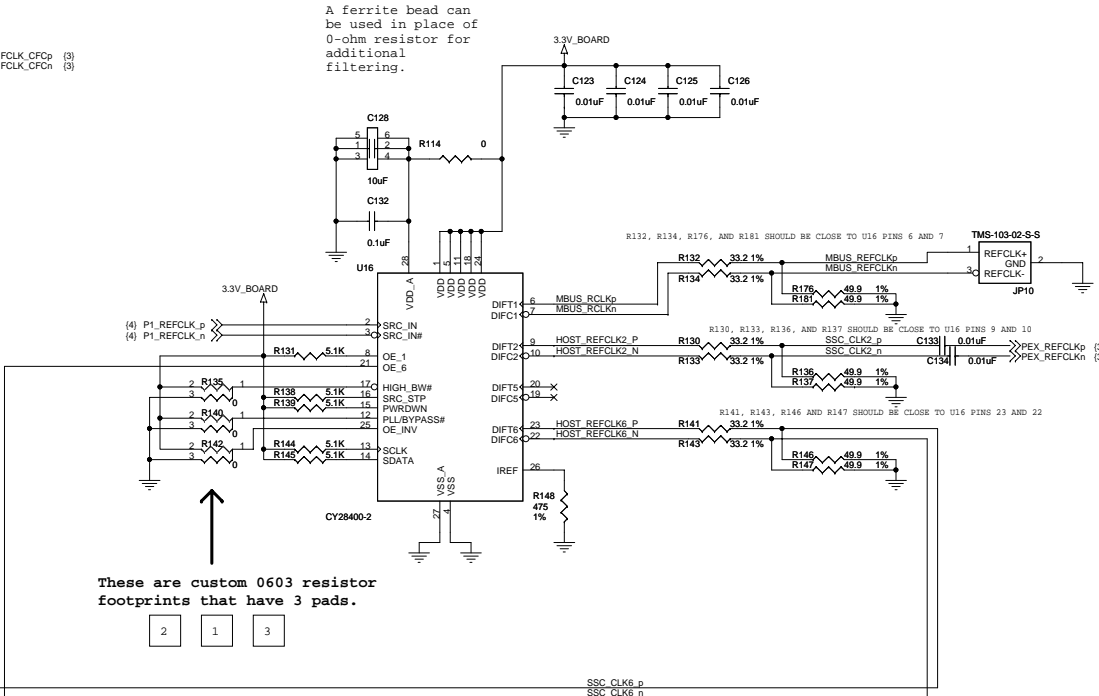 A ferrite bead can
be used in place of
0-ohm resistor for
additional
filtering.
FCLK_CFCp {3}
FCLK_CFCn {3}
3.3V_BOARD
C123 C124 C125 C126
0.01uF 0.01uF 0.01uF 0.01uF
C128
5 6
1 2
3 4
10uF
R114 0
C132
0.1uF
U16
28
1 5 11 18 24
VDD_A
VDD VDD VDD VDD VDD
R132, R134, R176, AND R181 SHOULD BE CLOSE TO U16 PINS 6 AND 7
TMS-103-02-S-S
R132 33.2 1% MBUS_REFCLKp 1 REFCLK+
GND 2
R134 33.2 1% MBUS_REFCLKn 3 REFCLK-
JP10
R176 49.9 1%
R181 49.9 1%
3.3V_BOARD
DIFT1 6 MBUS_RCLKp
DIFC1 7 MBUS_RCLKn
{4} P1_REFCLK_p 2 SRC_IN
{4} P1_REFCLK_n 3 SRC_IN#
R130, R133, R136, AND R137 SHOULD BE CLOSE TO U16 PINS 9 AND 10
DIFT2 9 HOST_REFCLK2_P R130 33.2 1% SSC_CLK2_p C133 0.01uF PEX_REFCLKp {3
DIFC2 10 HOST_REFCLK2_N R133 33.2 1% SSC_CLK2_n C134 0.01uF PEX_REFCLKn {3
R131 5.1K 8 OE_1
21 OE_6
R136 49.9 1%
R137 49.9 1%
2 R135 1 17 HIGH_BW#
3 0
R138 5.1K 16 SRC_STP
R139 5.1K 15 PWRDWN
DIFT5 20
DIFC5 19
2 R140 1 12 PLL/BYPASS#
3 0
25 OE_INV
R141, R143, R146 AND R147 SHOULD BE CLOSE TO U16 PINS 23 AND 22
DIFT6 23 HOST_REFCLK6_P R141 33.2 1%
DIFC6 22 HOST_REFCLK6_N R143 33.2 1%
2 R142 1
3 0
R144 5.1K 13 SCLK
R145 5.1K 14 SDATA
R146 49.9 1%
R147 49.9 1%
IREF 26
VSS_A VSS
27 4
R148
475
1%
CY28400-2
These are custom 0603 resistor
footprints that have 3 pads.
2 1 3
SSC_CLK6_p
SSC_CLK6_n